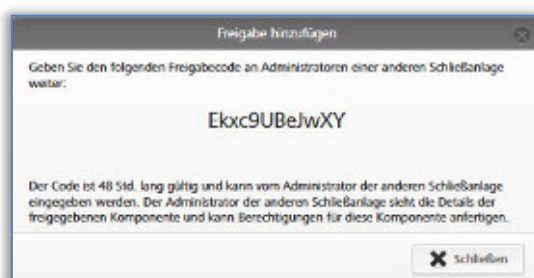 Freigabe hinzufügen
Geben Sie den folgenden Freigabecode an Administratoren einer anderen Schließanlage
weiter:
Ekxc9UBeJwXY
Der Code ist 48 Std. lang gültig und kann vom Administrator der anderen Schließanlage
eingegeben werden. Der Administrator der anderen Schließanlage sieht die Details der
freigegebenen Komponente und kann Berechtigungen für diese Komponente anfertigen.
Schließen